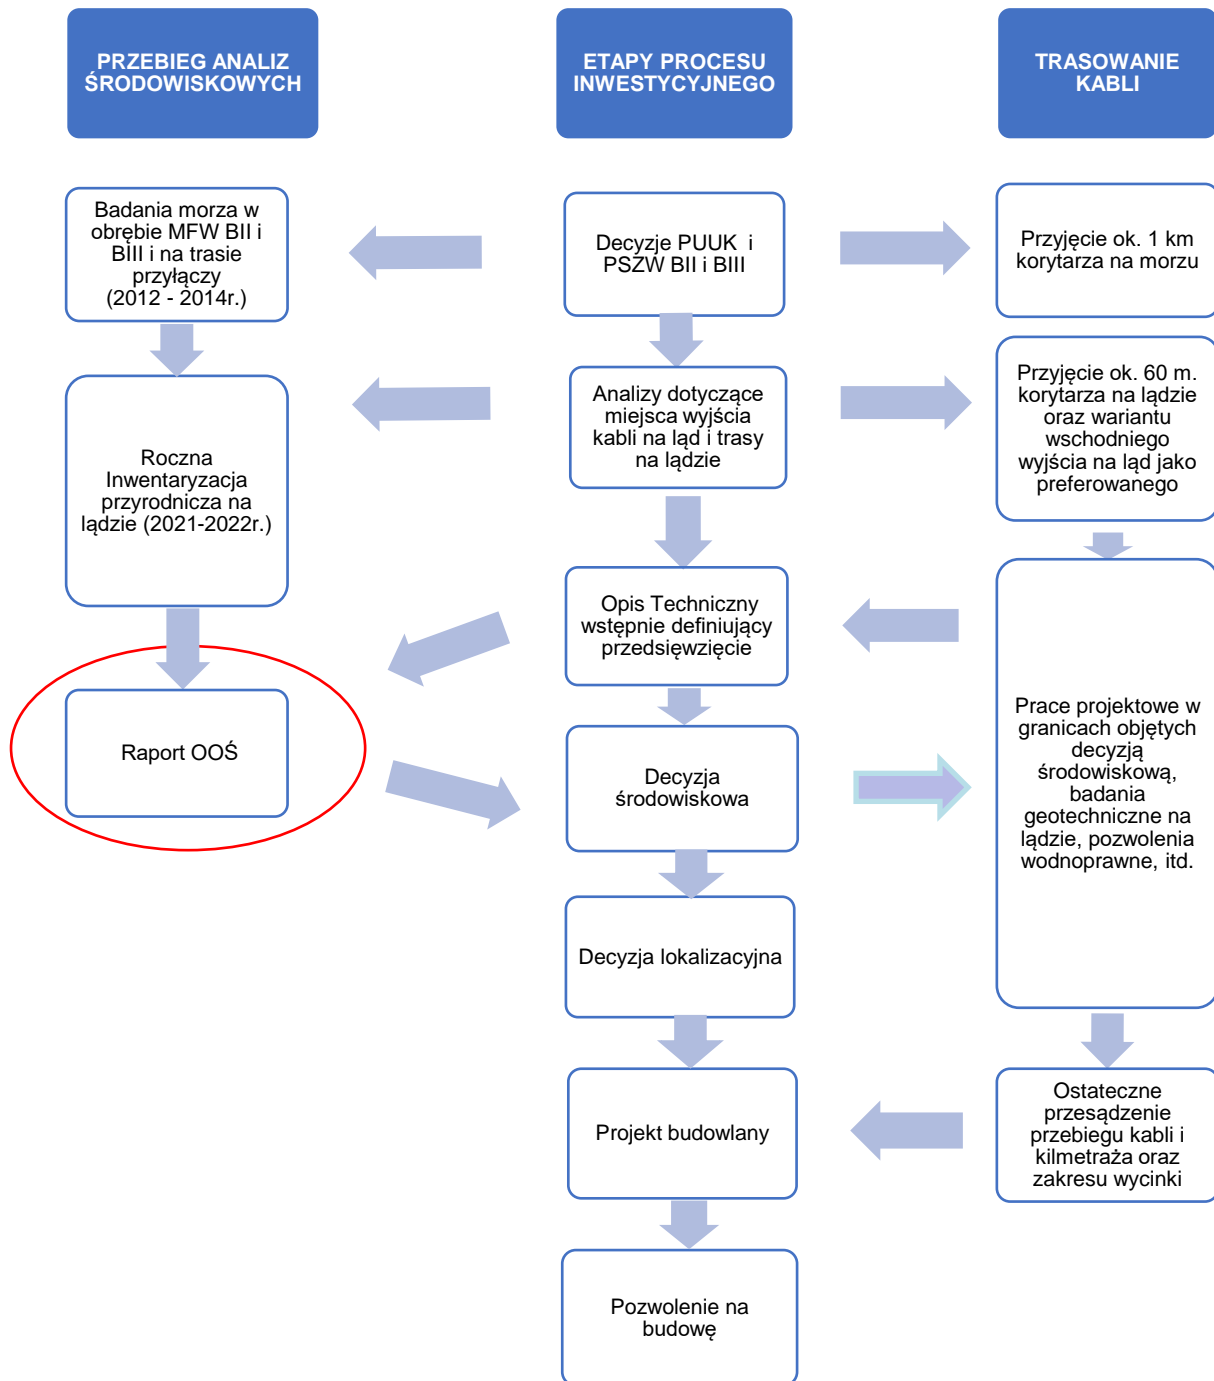 PRZEBIEG ANALIZ
ŚRODOWISKOWYCH
ETAPY PROCESU
INWESTYCYJNEGO
TRASOWANIE
KABLI
Badania morza w
obrębie MFW BII i
BIII i na trasie
przyłączy
(2012 - 2014r.)
Decyzje PUUK i
PSZW BII i BIII
Przyjęcie ok. 1 km
korytarza na morzu
Roczna
Inwentaryzacja
przyrodnicza na
lądzie (2021-2022r.)
Analizy dotyczące
miejsca wyjścia
kabli na ląd i trasy
na lądzie
Przyjęcie ok. 60 m.
korytarza na lądzie
oraz wariantu
wschodniego
wyjścia na ląd jako
preferowanego
Opis Techniczny
wstępnie definiujący
przedsięwzięcie
Raport OOŚ
Decyzja
środowiskowa
Prace projektowe w
granicach objętych
decyzją
środowiskową,
badania
geotechniczne na
lądzie, pozwolenia
wodnoprawne, itd.
Decyzja lokalizacyjna
Projekt budowlany
Ostateczne
przesądzenie
przebiegu kabli i
kilmetraża oraz
zakresu wycinki
Pozwolenie na
budowę